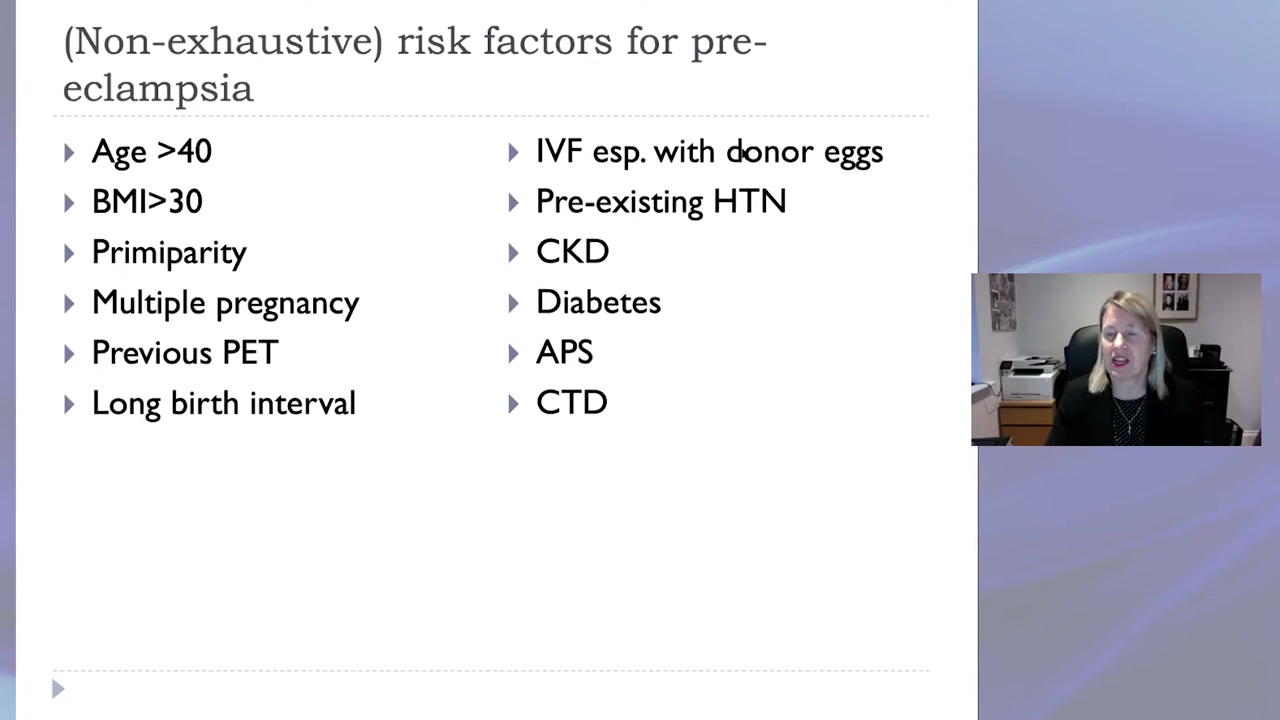 (Non-exhaustive) risk factors for pre-
eclampsia
Age >40
BMI>30
Primiparity
Multiple pregnancy
Previous PET
Long birth interval
IVF esp. with donor eggs
Pre-existing HTN
CKD
Diabetes
APS
CTD